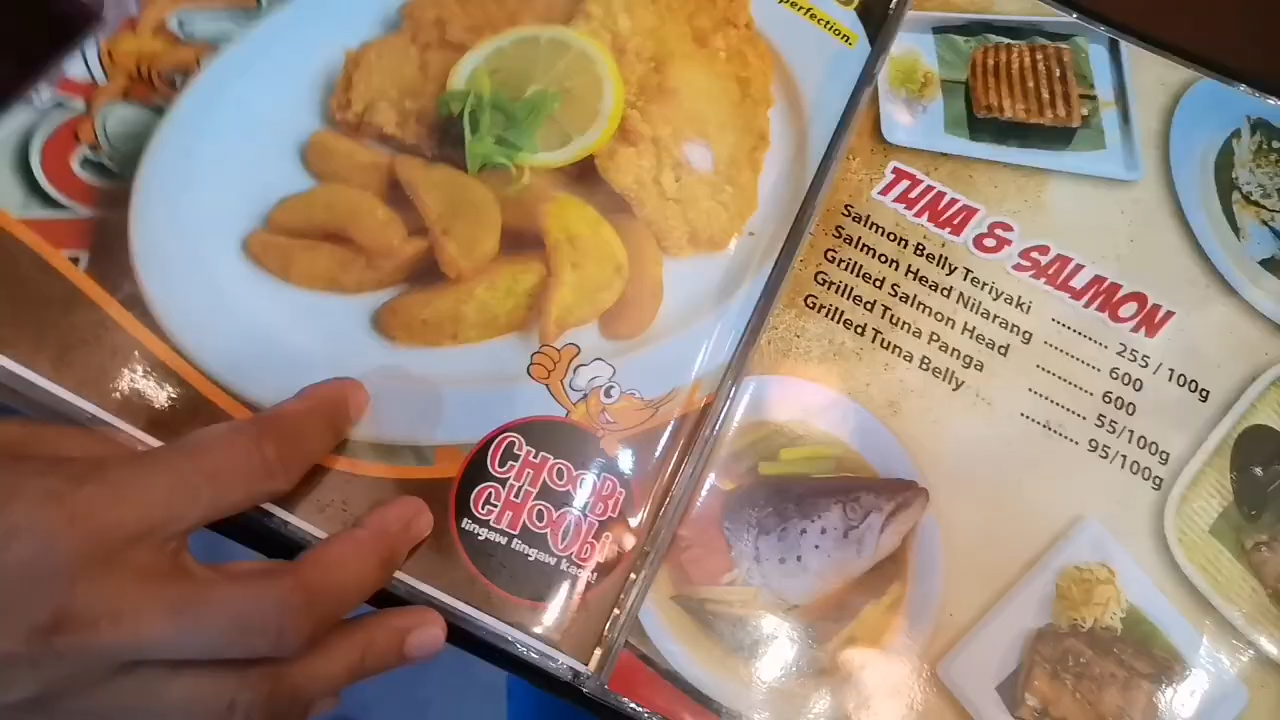 perfection.
CHOOBi
CHOObi
lingaw lingaw kaon!
TUNA & SALMON
Salmon Belly Teriyaki ......... 255 / 100g
Salmon Head Nilarang .......... 600
Grilled Salmon Head .......... 600
Grilled Tuna Panga .......... 55/100g
Grilled Tuna Belly .......... 95/100g